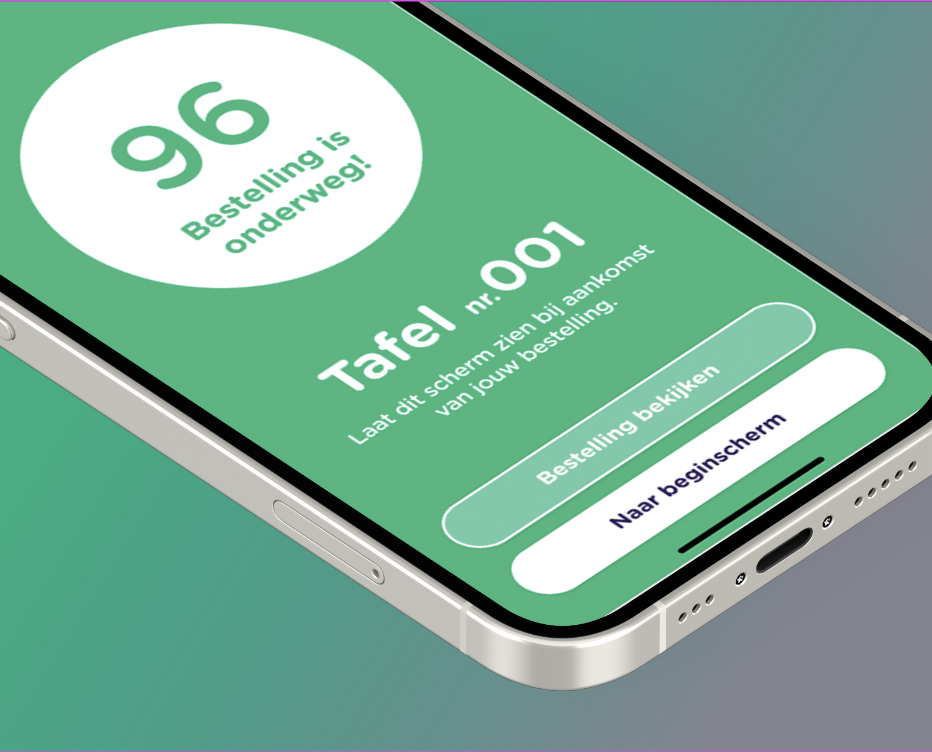 96
Bestelling is
onderweg!
Tafel nr.001
Laat dit scherm zien bij aankomst
van jouw bestelling.
Bestelling bekijken
Naar beginscherm